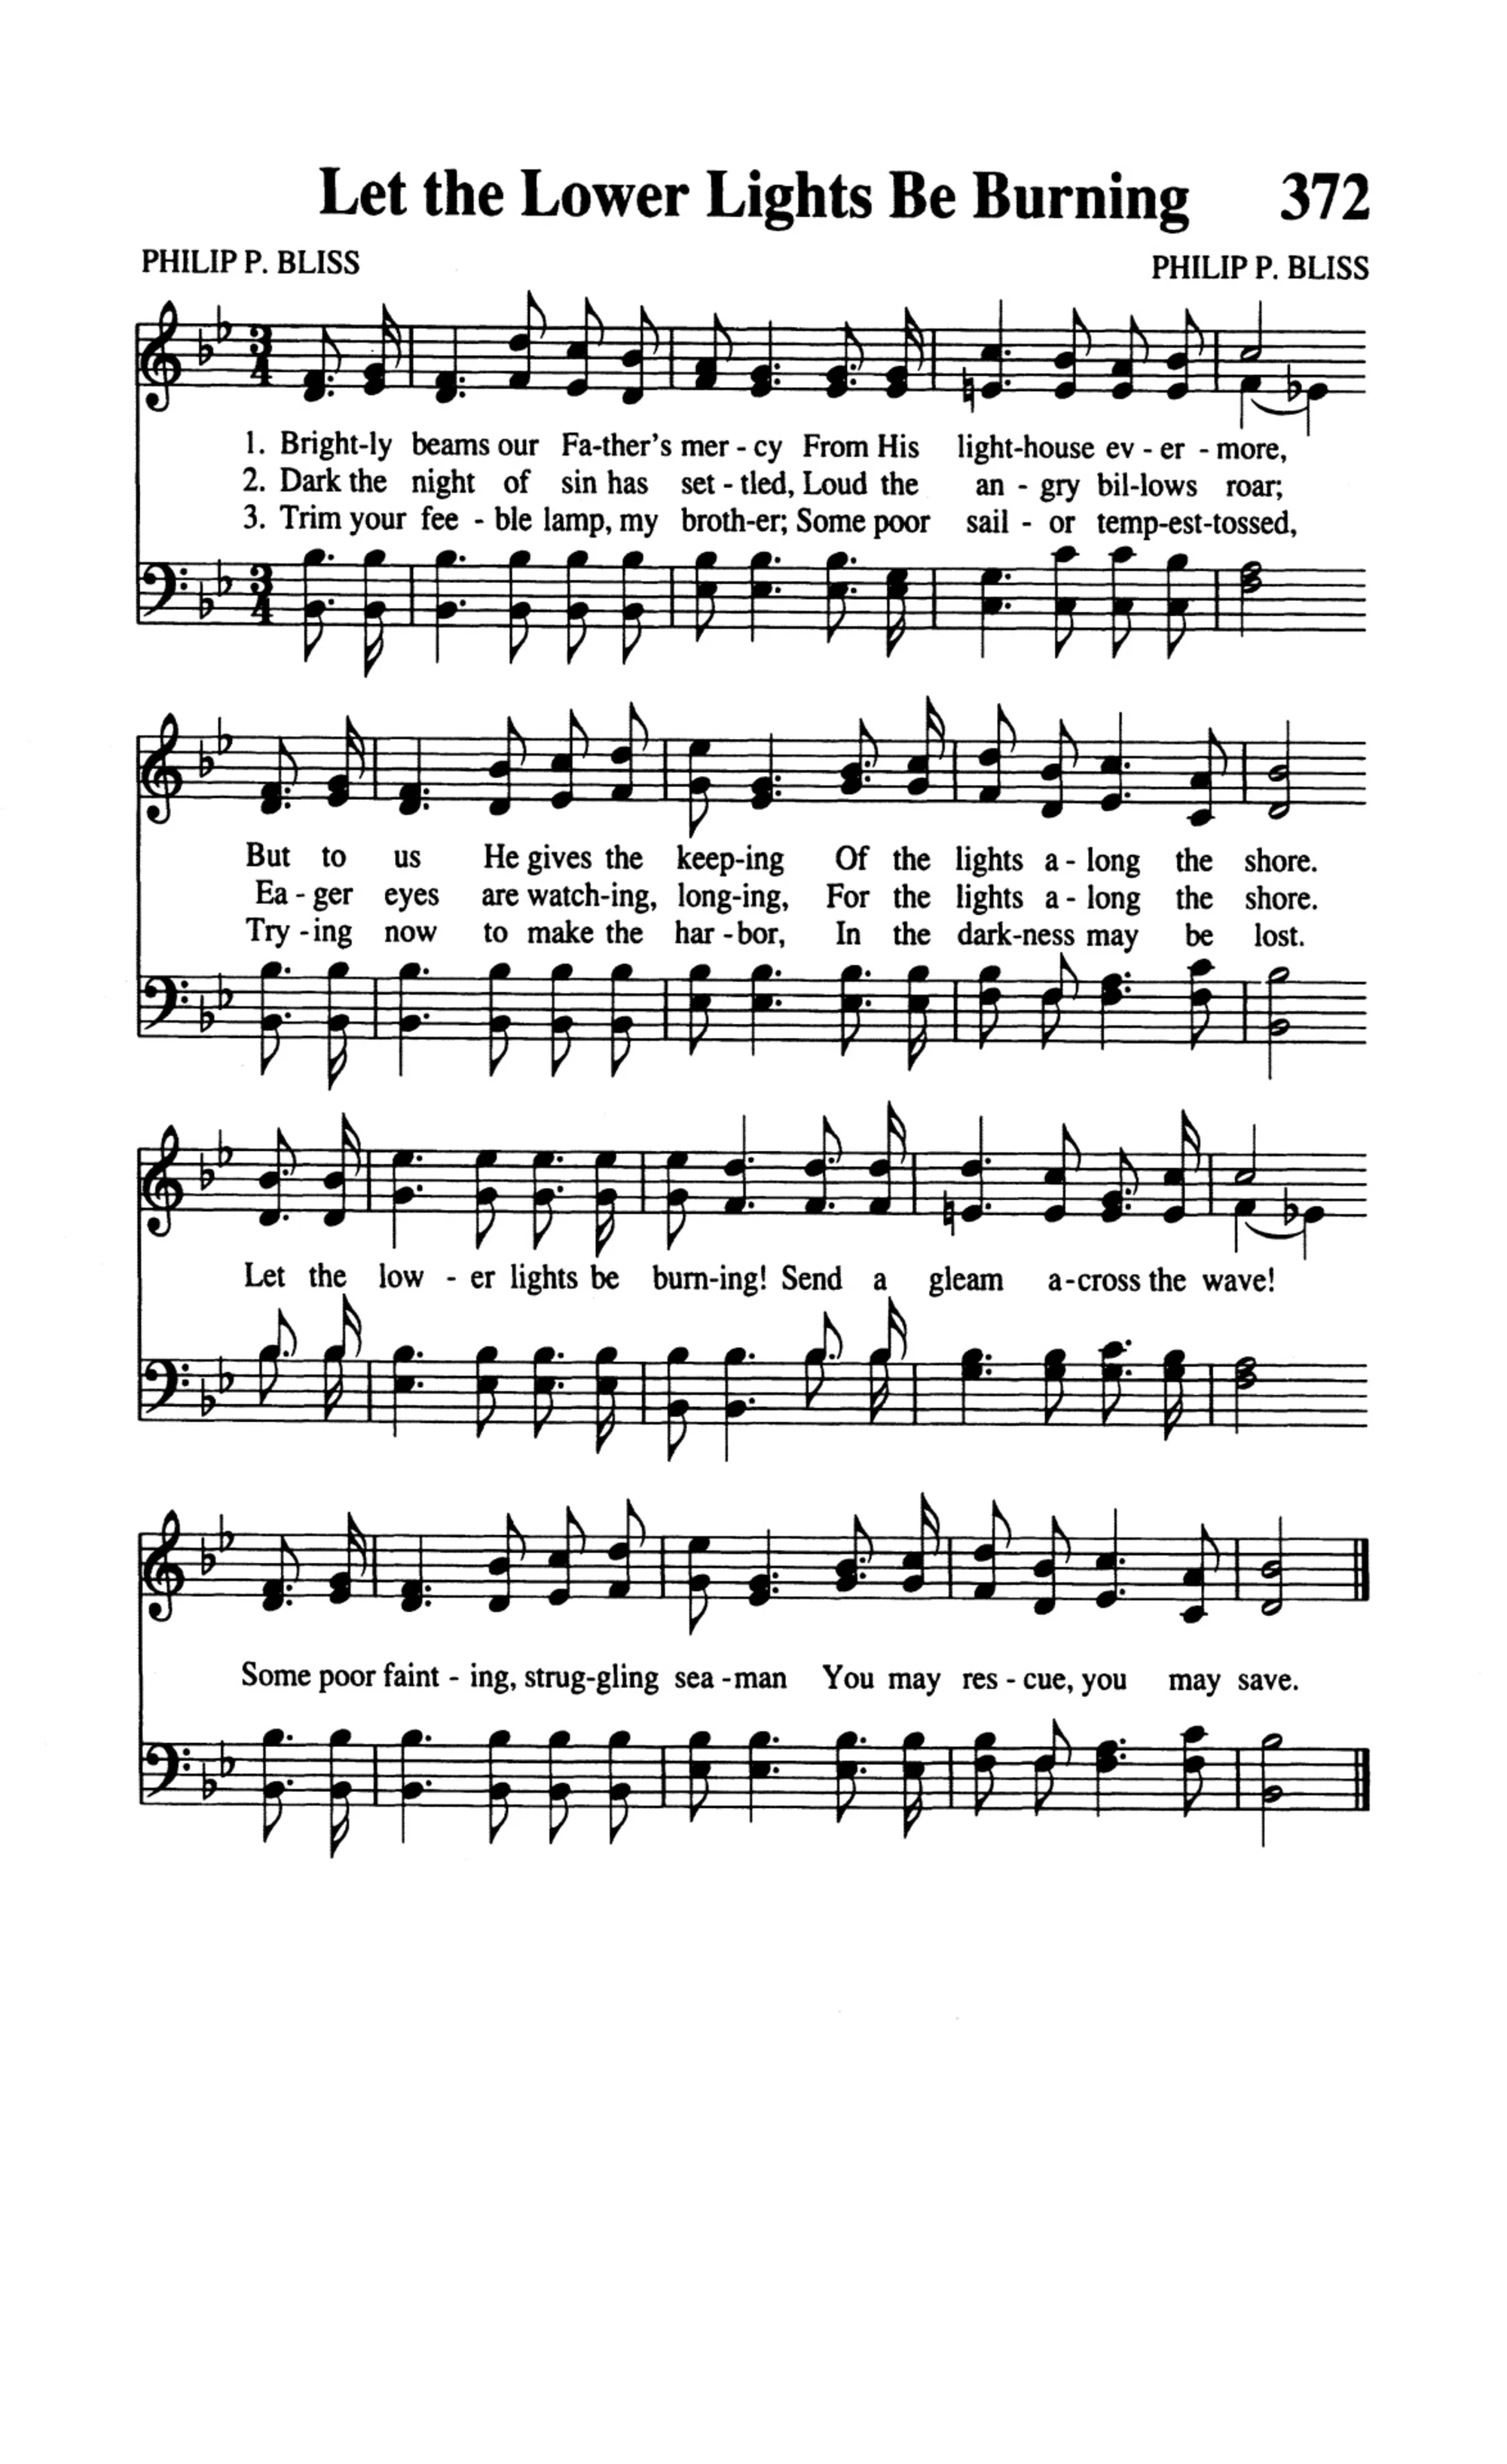 Let the Lower Lights Be Burning 372
PHILIP P. BLISS PHILIP P. BLISS
3 4
1. Bright-ly beams our Fa-ther's mer - cy From His light-house ev - er - more,
2. Dark the night of sin has set - tled, Loud the an - gry bil-lows roar;
3. Trim your fee - ble lamp, my broth-er; Some poor sail - or temp-est-tossed,
3 4
But to us He gives the keep-ing Of the lights a - long the shore.
Ea - ger eyes are watch-ing, long-ing, For the lights a - long the shore.
Try - ing now to make the har - bor, In the dark-ness may be lost.
Let the low - er lights be burn-ing! Send a gleam a-cross the wave!
Some poor faint - ing, strug-gling sea -man You may res - cue, you may save.